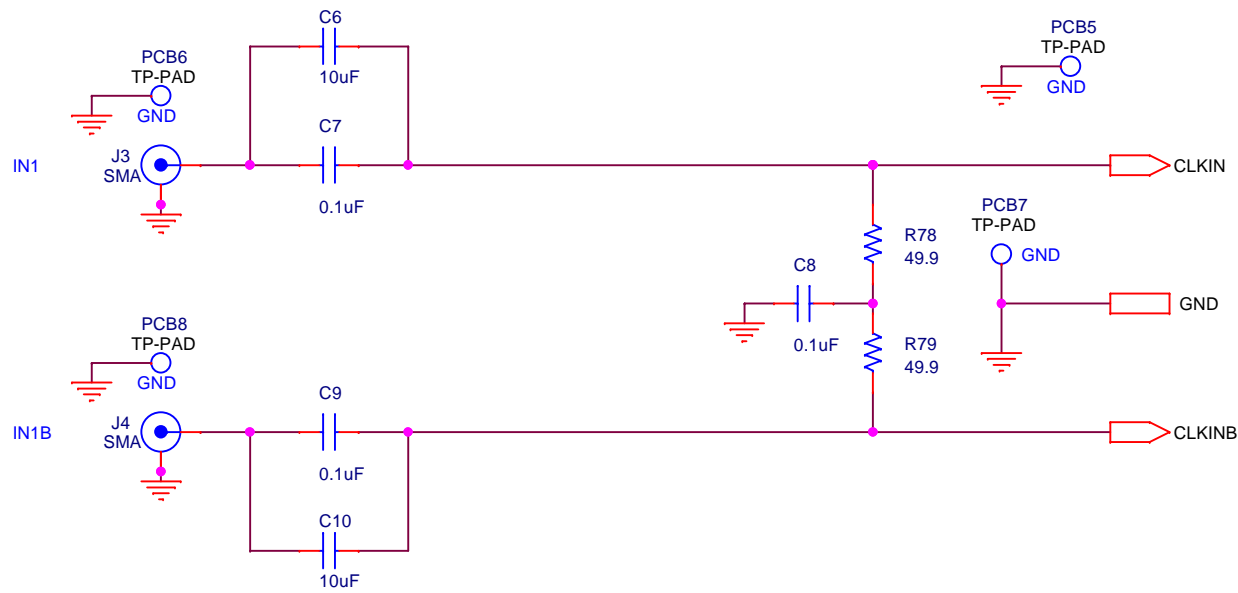 C6
10uF
PCB6
TP-PAD
GND
PCB5
TP-PAD
GND
C7
0.1uF
IN1
J3
SMA
CLKIN
R78
49.9
PCB7
TP-PAD
GND
C8
0.1uF
GND
R79
49.9
PCB8
TP-PAD
GND
C9
0.1uF
IN1B
J4
SMA
CLKINB
C10
10uF